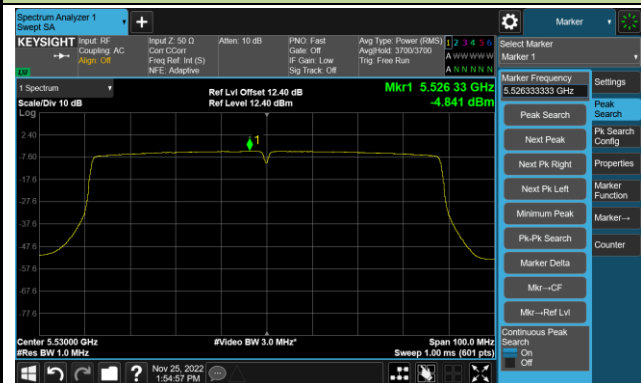 Spectrum Analyzer 1
Swept SA
+
Marker
KEYSIGHT Input: RF
Coupling: AC
Align: Off
Input Z: 50 Ω
Corr CCorr
Freq Ref: Int (S)
NFE: Adaptive
Atten: 10 dB
PNO: Fast
Gate: Off
IF Gain: Low
Sig Track: Off
Avg Type: Power (RMS)
Avg|Hold: 3700/3700
Trig: Free Run
1 2 3 4 5 6
A W W W W W
A N N N N N
LXI
Select Marker
Marker 1
1 Spectrum
Scale/Div 10 dB
Log
Ref Lvl Offset 12.40 dB
Ref Level 12.40 dBm
Mkr1 5.526 33 GHz
-4.841 dBm
2.40
-7.60
-17.6
-27.6
-37.6
-47.6
-57.6
-67.6
-77.6
1
Center 5.53000 GHz
#Res BW 1.0 MHz
#Video BW 3.0 MHz*
Span 100.0 MHz
Sweep 1.00 ms (601 pts)
Marker Frequency
5.526333333 GHz
Peak Search
Next Peak
Next Pk Right
Next Pk Left
Minimum Peak
Pk-Pk Search
Marker Delta
Mkr→CF
Mkr→Ref Lvl
Continuous Peak
Search
On
Off
Settings
Peak
Search
Pk Search
Config
Properties
Marker
Function
Marker→
Counter
?
Nov 25, 2022
1:54:57 PM